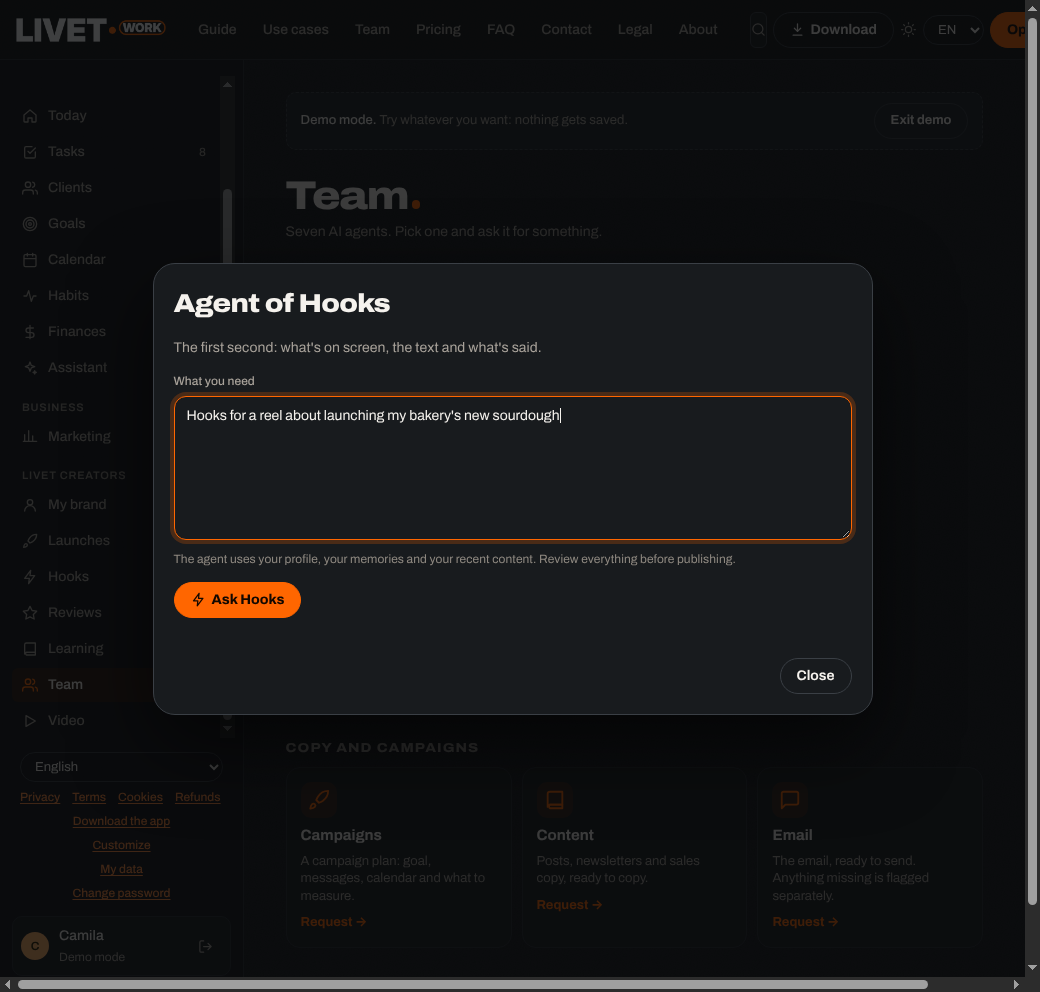 LIVET WORK Guide Use cases Team Pricing FAQ Contact Legal About Download EN
Today
Tasks 8
Clients
Goals
Calendar
Habits
Finances
Assistant
BUSINESS
Marketing
LIVET CREATORS
My brand
Launches
Hooks
Reviews
Learning
Team
Video
English
Privacy Terms Cookies Refunds
Download the app
Customize
My data
Change password
C
Camila
Demo mode
Demo mode. Try whatever you want: nothing gets saved.
Exit demo
Team.
Seven AI agents. Pick one and ask it for something.
Agent of Hooks
The first second: what's on screen, the text and what's said.
What you need
Hooks for a reel about launching my bakery's new sourdough
The agent uses your profile, your memories and your recent content. Review everything before publishing.
Ask Hooks
Close
COPY AND CAMPAIGNS
Campaigns
A campaign plan: goal,
messages, calendar and what to
measure.
Request →
Content
Posts, newsletters and sales
copy, ready to copy.
Request →
Email
The email, ready to send.
Anything missing is flagged
separately.
Request →